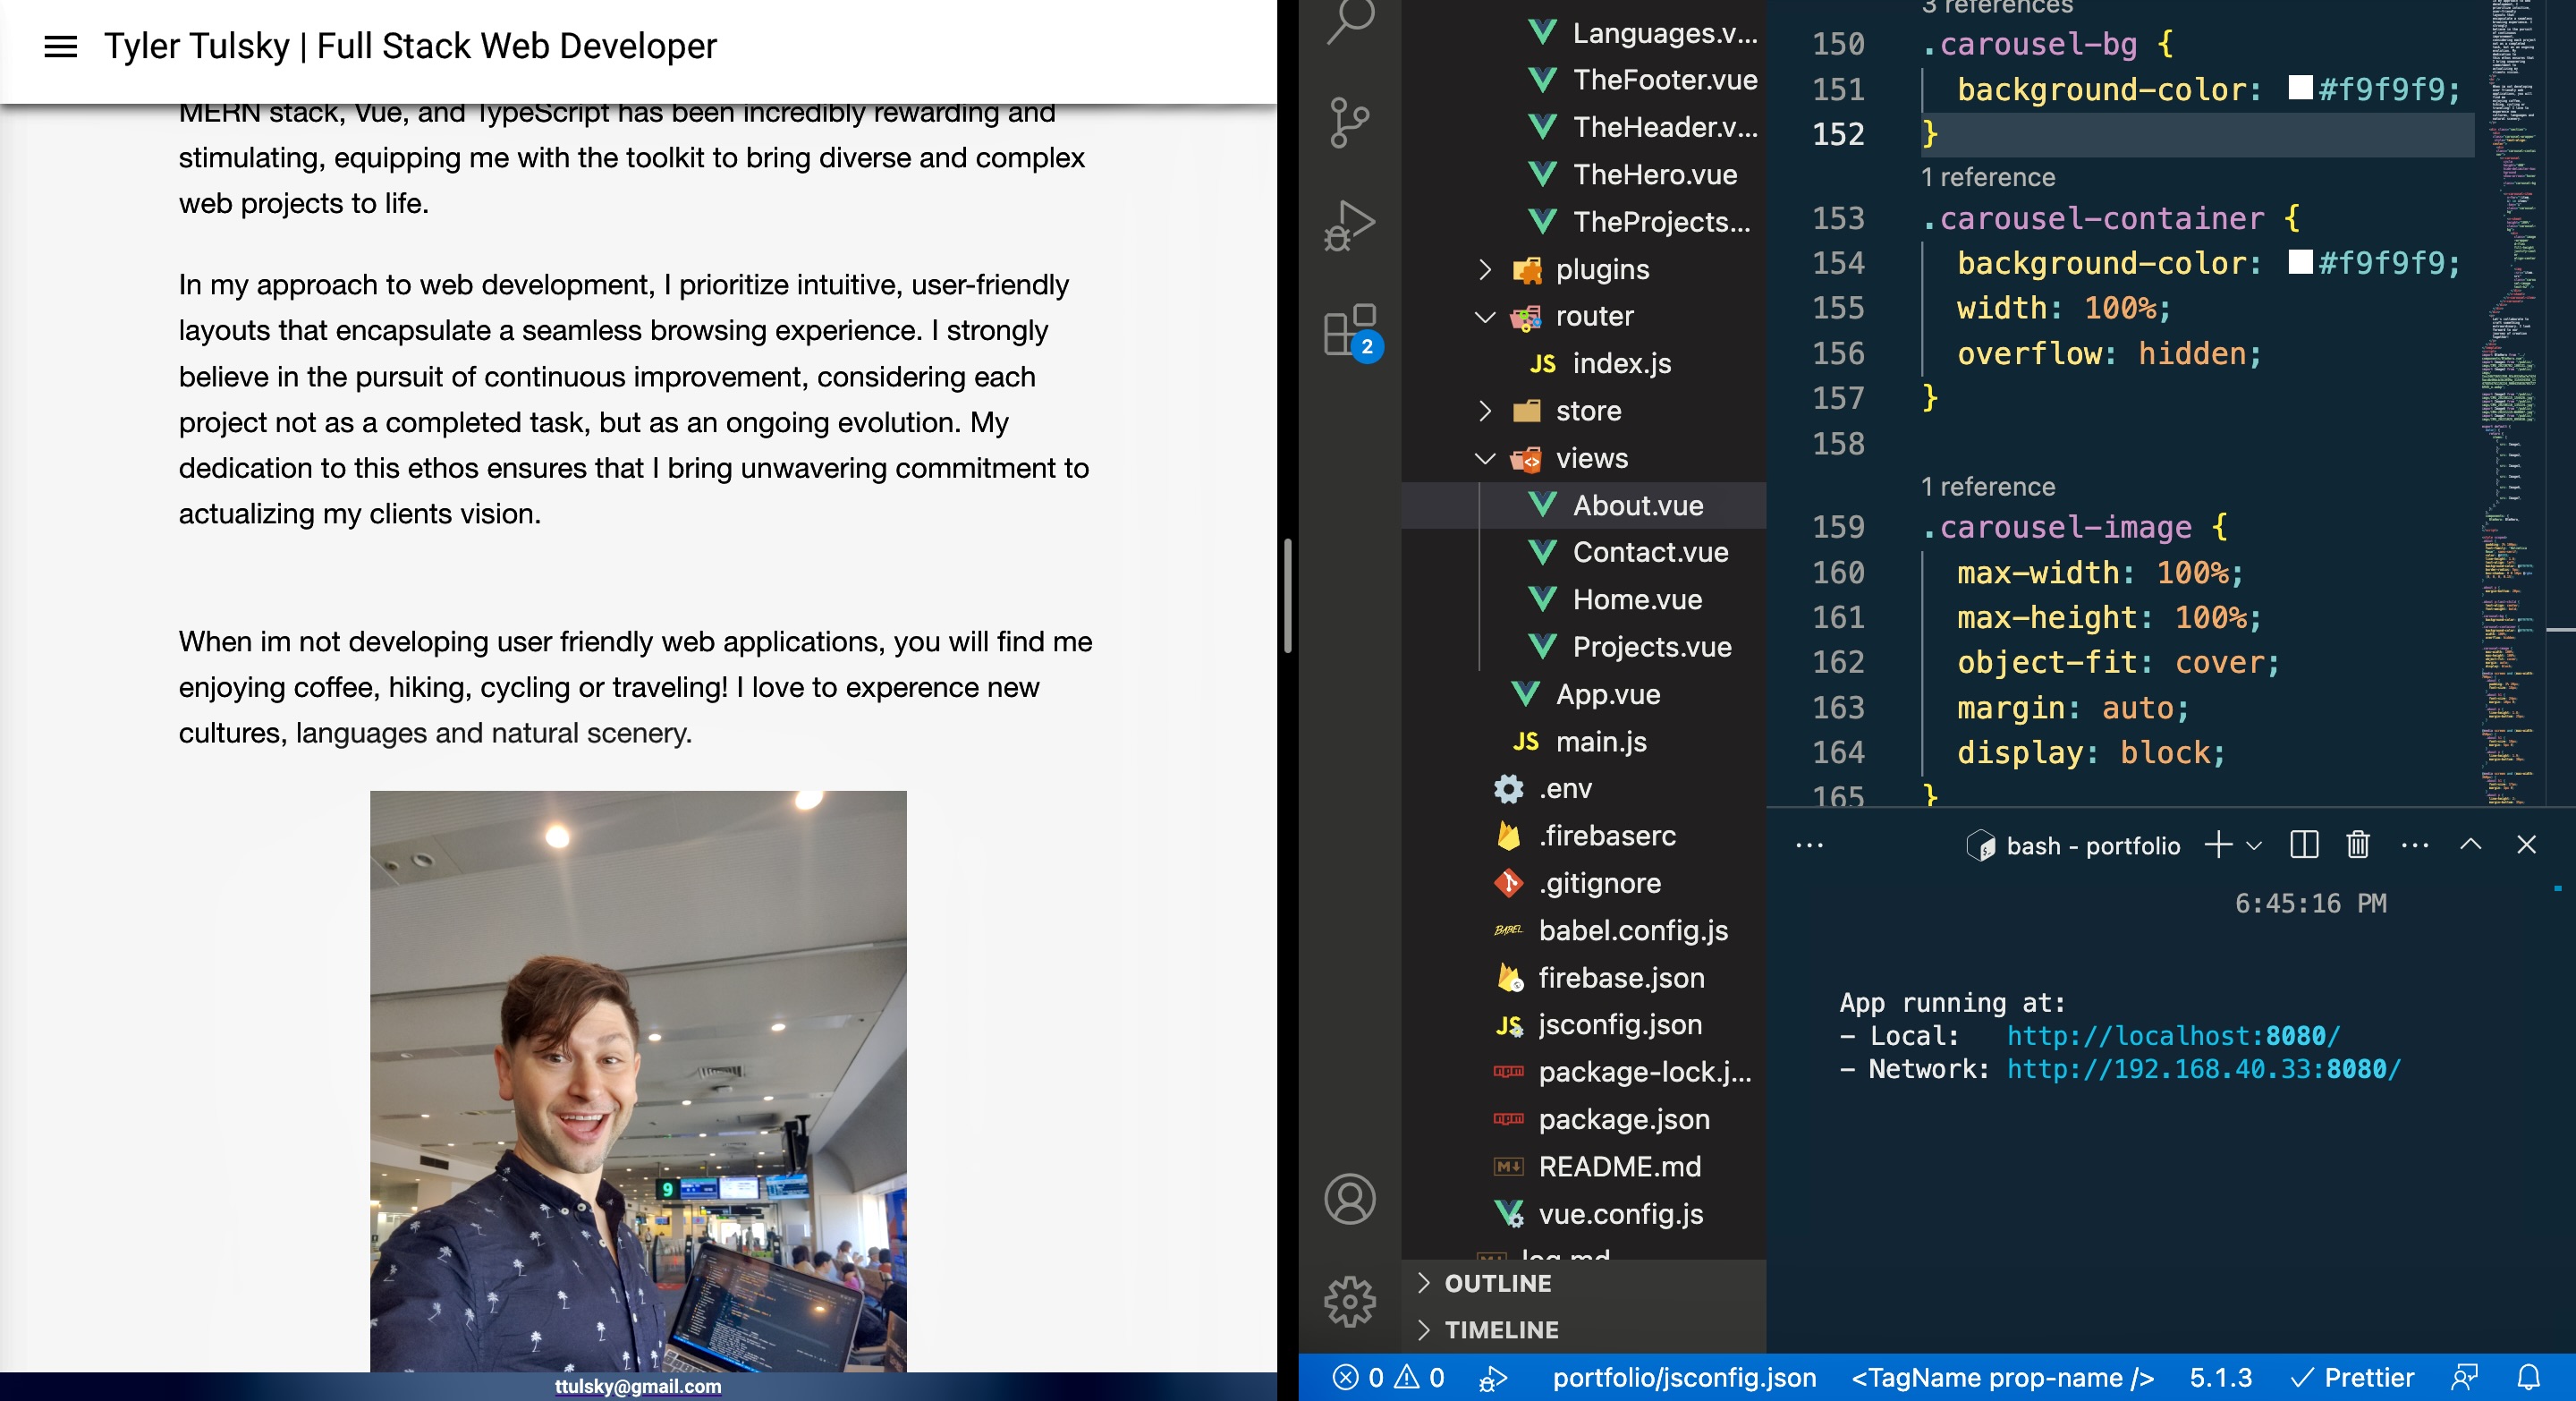 Tyler Tulsky | Full Stack Web Developer
MERN stack, Vue, and TypeScript has been incredibly rewarding and
stimulating, equipping me with the toolkit to bring diverse and complex
web projects to life.
In my approach to web development, I prioritize intuitive, user-friendly
layouts that encapsulate a seamless browsing experience. I strongly
believe in the pursuit of continuous improvement, considering each
project not as a completed task, but as an ongoing evolution. My
dedication to this ethos ensures that I bring unwavering commitment to
actualizing my clients vision.
When im not developing user friendly web applications, you will find me
enjoying coffee, hiking, cycling or traveling! I love to experence new
cultures, languages and natural scenery.
9
ttulsky@gmail.com
2
Languages.v...
TheFooter.vue
TheHeader.v...
TheHero.vue
TheProjects...
plugins
router
JS index.js
store
views
About.vue
Contact.vue
Home.vue
Projects.vue
App.vue
JS main.js
.env
.firebaserc
.gitignore
BABEL babel.config.js
firebase.json
JS jsconfig.json
npm package-lock.j...
npm package.json
M README.md
vue.config.js
log.md
OUTLINE
TIMELINE
3 references
150 .carousel-bg {
151 background-color: #f9f9f9;
152 }
1 reference
153 .carousel-container {
154 background-color: #f9f9f9;
155 width: 100%;
156 overflow: hidden;
157 }
158
1 reference
159 .carousel-image {
160 max-width: 100%;
161 max-height: 100%;
162 object-fit: cover;
163 margin: auto;
164 display: block;
165 }
... bash - portfolio ...
6:45:16 PM
App running at:
- Local: http://localhost:8080/
- Network: http://192.168.40.33:8080/
0 0 portfolio/jsconfig.json <TagName prop-name /> 5.1.3 Prettier